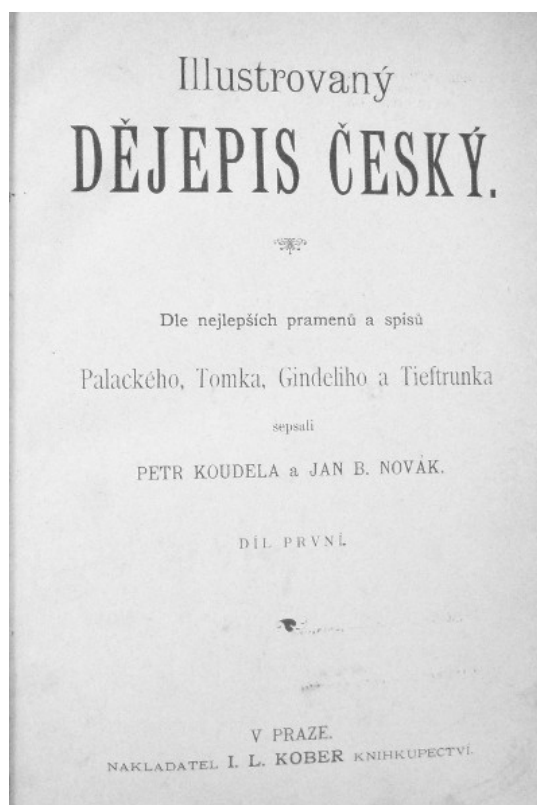 Illustrovaný
DĚJEPIS ČESKÝ.
Dle nejlepších pramenů a spisů
Palackého, Tomka, Gindeliho a Tieftrunka
sepsali
PETR KOUDELA a JAN B. NOVÁK.
DÍL PRVNÍ.
V PRAZE.
NAKLADATEL I. L. KOBER KNIHKUPECTVÍ.